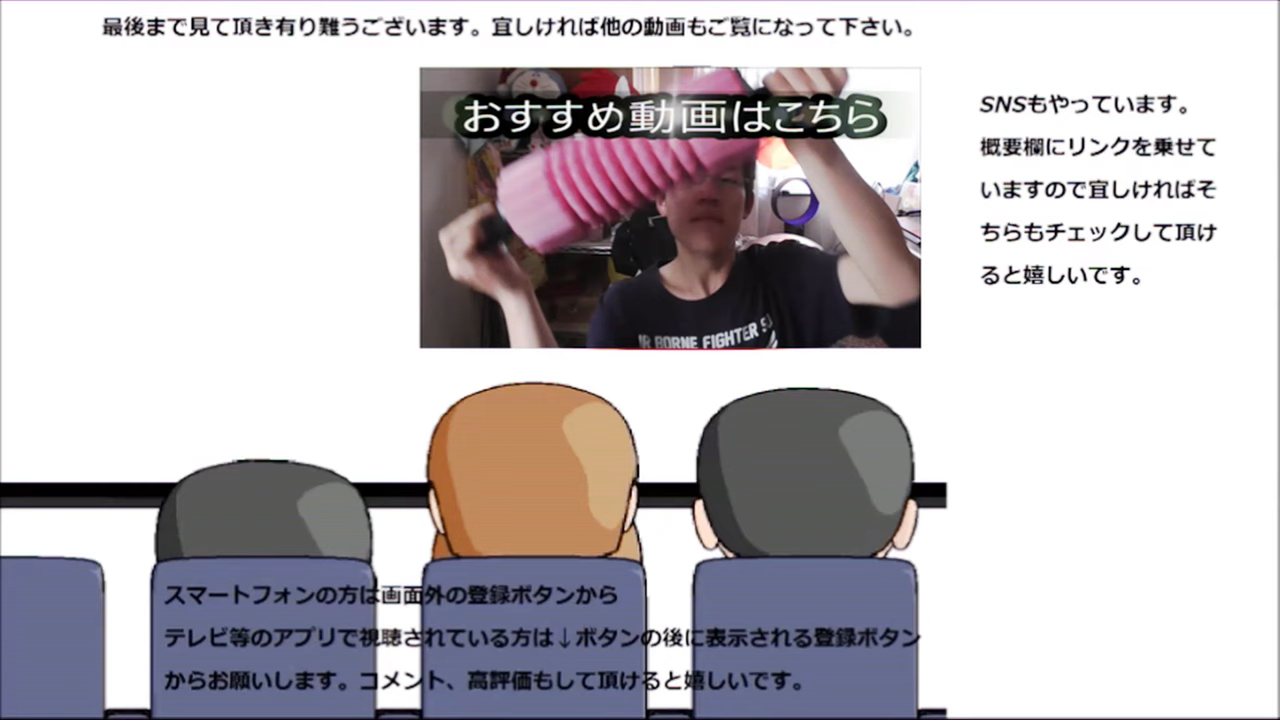 最後まで見て頂き有り難うございます。宜しければ他の動画もご覧になって下さい。
おすすめ動画はこちら
SNSもやっています。
概要欄にリンクを乗せて
いますので宜しければそ
ちらもチェックして頂け
ると嬉しいです。
BORNE FIGHTER
スマートフォンの方は画面外の登録ボタンから
テレビ等のアプリで視聴されている方は↓ボタンの後に表示される登録ボタン
からお願いします。コメント、高評価もして頂けると嬉しいです。